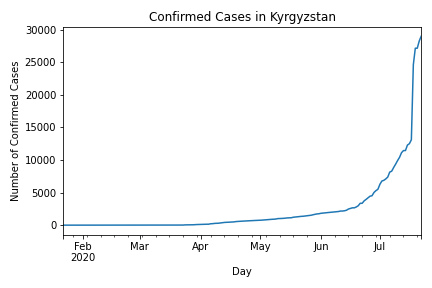 Confirmed Cases in Kyrgyzstan
Number of Confirmed Cases
30000
25000
20000
15000
10000
5000
0
Feb Mar Apr May Jun Jul
2020
Day